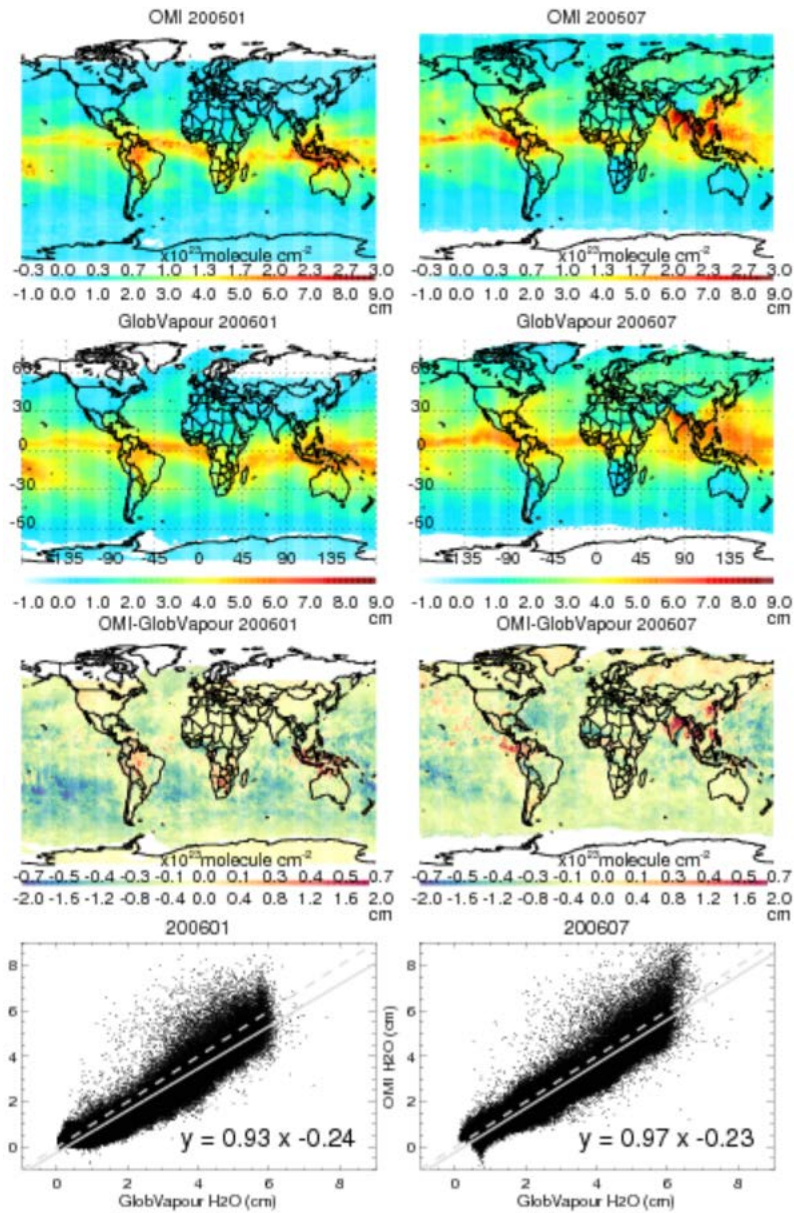 OMI 200601
OMI 200607
x10²³molecule cm⁻²
x10²³molecule cm⁻²
-0.3 0.0 0.3 0.7 1.0 1.3 1.7 2.0 2.3 2.7 3.0
-0.3 0.0 0.3 0.7 1.0 1.3 1.7 2.0 2.3 2.7 3.0
-1.0 0.0 1.0 2.0 3.0 4.0 5.0 6.0 7.0 8.0 9.0
-1.0 0.0 1.0 2.0 3.0 4.0 5.0 6.0 7.0 8.0 9.0
cm
cm
GlobVapour 200601
GlobVapour 200607
60
60
30
30
0
0
-30
-30
-60
-60
-135 -90 -45 0 45 90 135
-135 -90 -45 0 45 90 135
-1.0 0.0 1.0 2.0 3.0 4.0 5.0 6.0 7.0 8.0 9.0
-1.0 0.0 1.0 2.0 3.0 4.0 5.0 6.0 7.0 8.0 9.0
cm
cm
OMI-GlobVapour 200601
OMI-GlobVapour 200607
x10²³molecule cm⁻²
x10²³molecule cm⁻²
-0.7 -0.5 -0.4 -0.3 -0.1 0.0 0.1 0.3 0.4 0.5 0.7
-0.7 -0.5 -0.4 -0.3 -0.1 0.0 0.1 0.3 0.4 0.5 0.7
-2.0 -1.6 -1.2 -0.8 -0.4 0.0 0.4 0.8 1.2 1.6 2.0
-2.0 -1.6 -1.2 -0.8 -0.4 0.0 0.4 0.8 1.2 1.6 2.0
cm
cm
200601
200607
8
6
4
2
0
y = 0.93 x -0.24
0 2 4 6 8
GlobVapour H2O (cm)
OMI H2O (cm)
8
6
4
2
0
y = 0.97 x -0.23
0 2 4 6 8
GlobVapour H2O (cm)